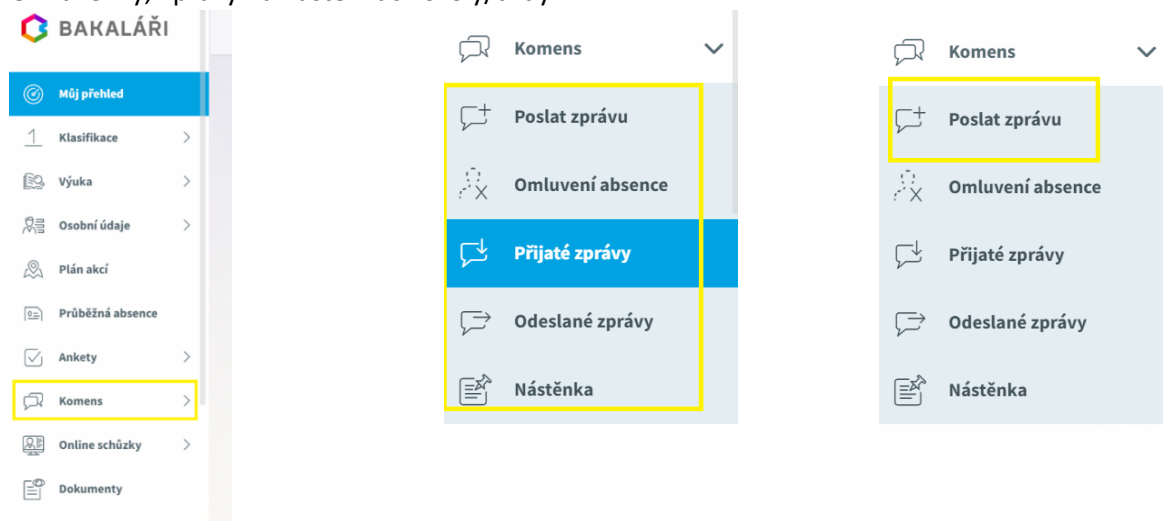 BAKALÁŘI
Můj přehled
Klasifikace
Výuka
Osobní údaje
Plán akcí
Průběžná absence
Ankety
Komens
Online schůzky
Dokumenty
Komens
Poslat zprávu
Omluvení absence
Přijaté zprávy
Odeslané zprávy
Nástěnka
Komens
Poslat zprávu
Omluvení absence
Přijaté zprávy
Odeslané zprávy
Nástěnka